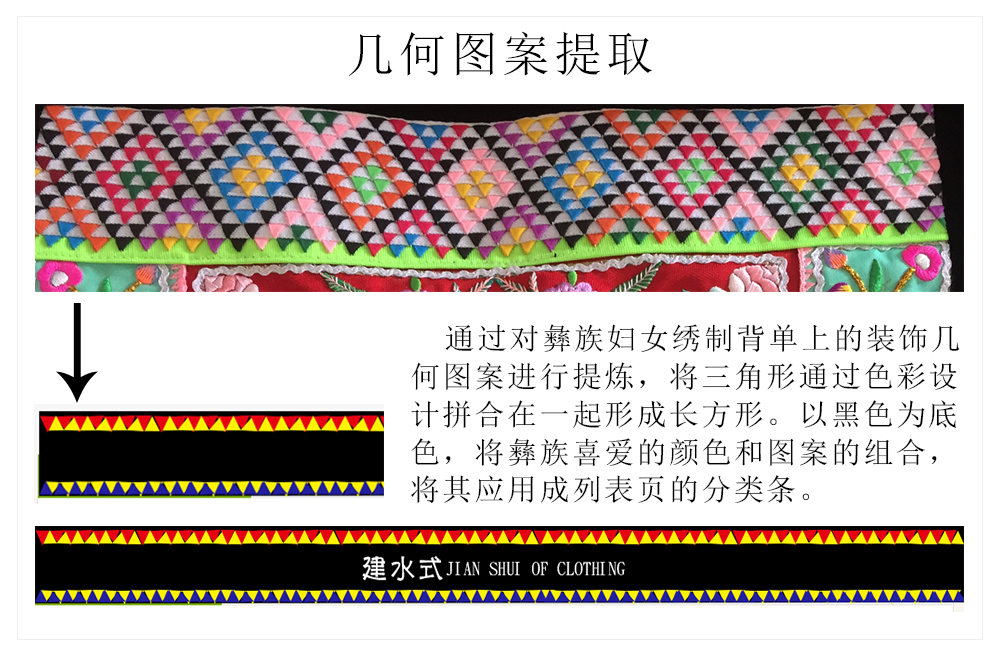 几何图案提取
通过对彝族妇女绣制背单上的装饰几
何图案进行提炼，将三角形通过色彩设
计拼合在一起形成长方形。以黑色为底
色，将彝族喜爱的颜色和图案的组合，
将其应用成列表页的分类条。
建水式JIAN SHUI OF CLOTHING